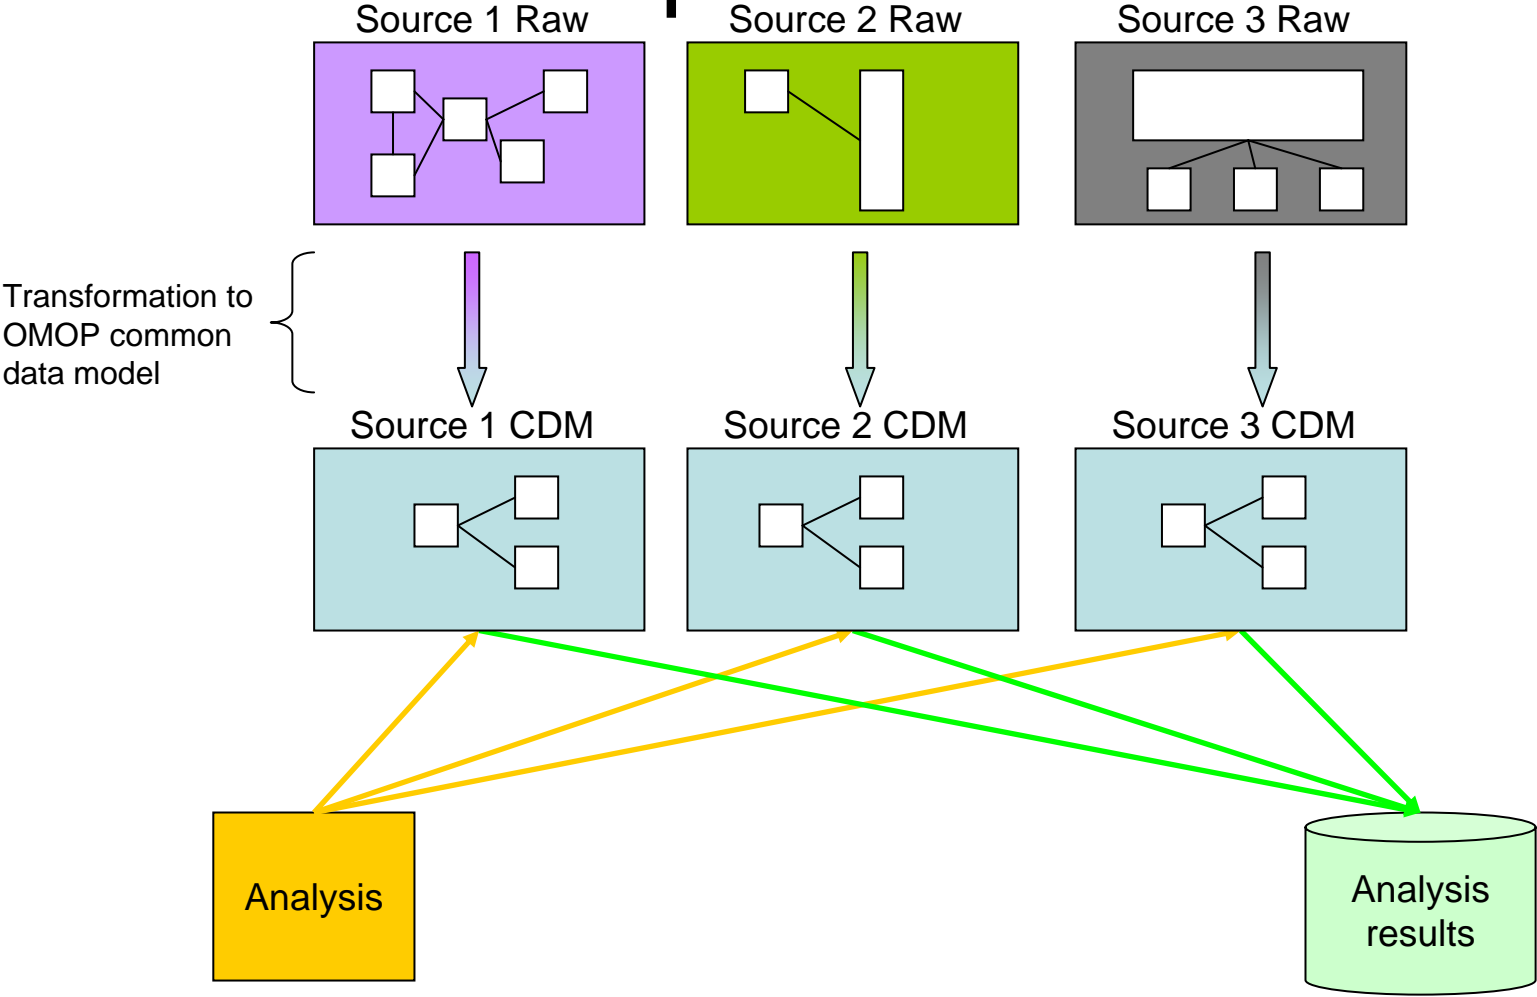 Source 1 Raw
Source 2 Raw
Source 3 Raw
Transformation to
OMOP common
data model
Source 1 CDM
Source 2 CDM
Source 3 CDM
Analysis
Analysis
results